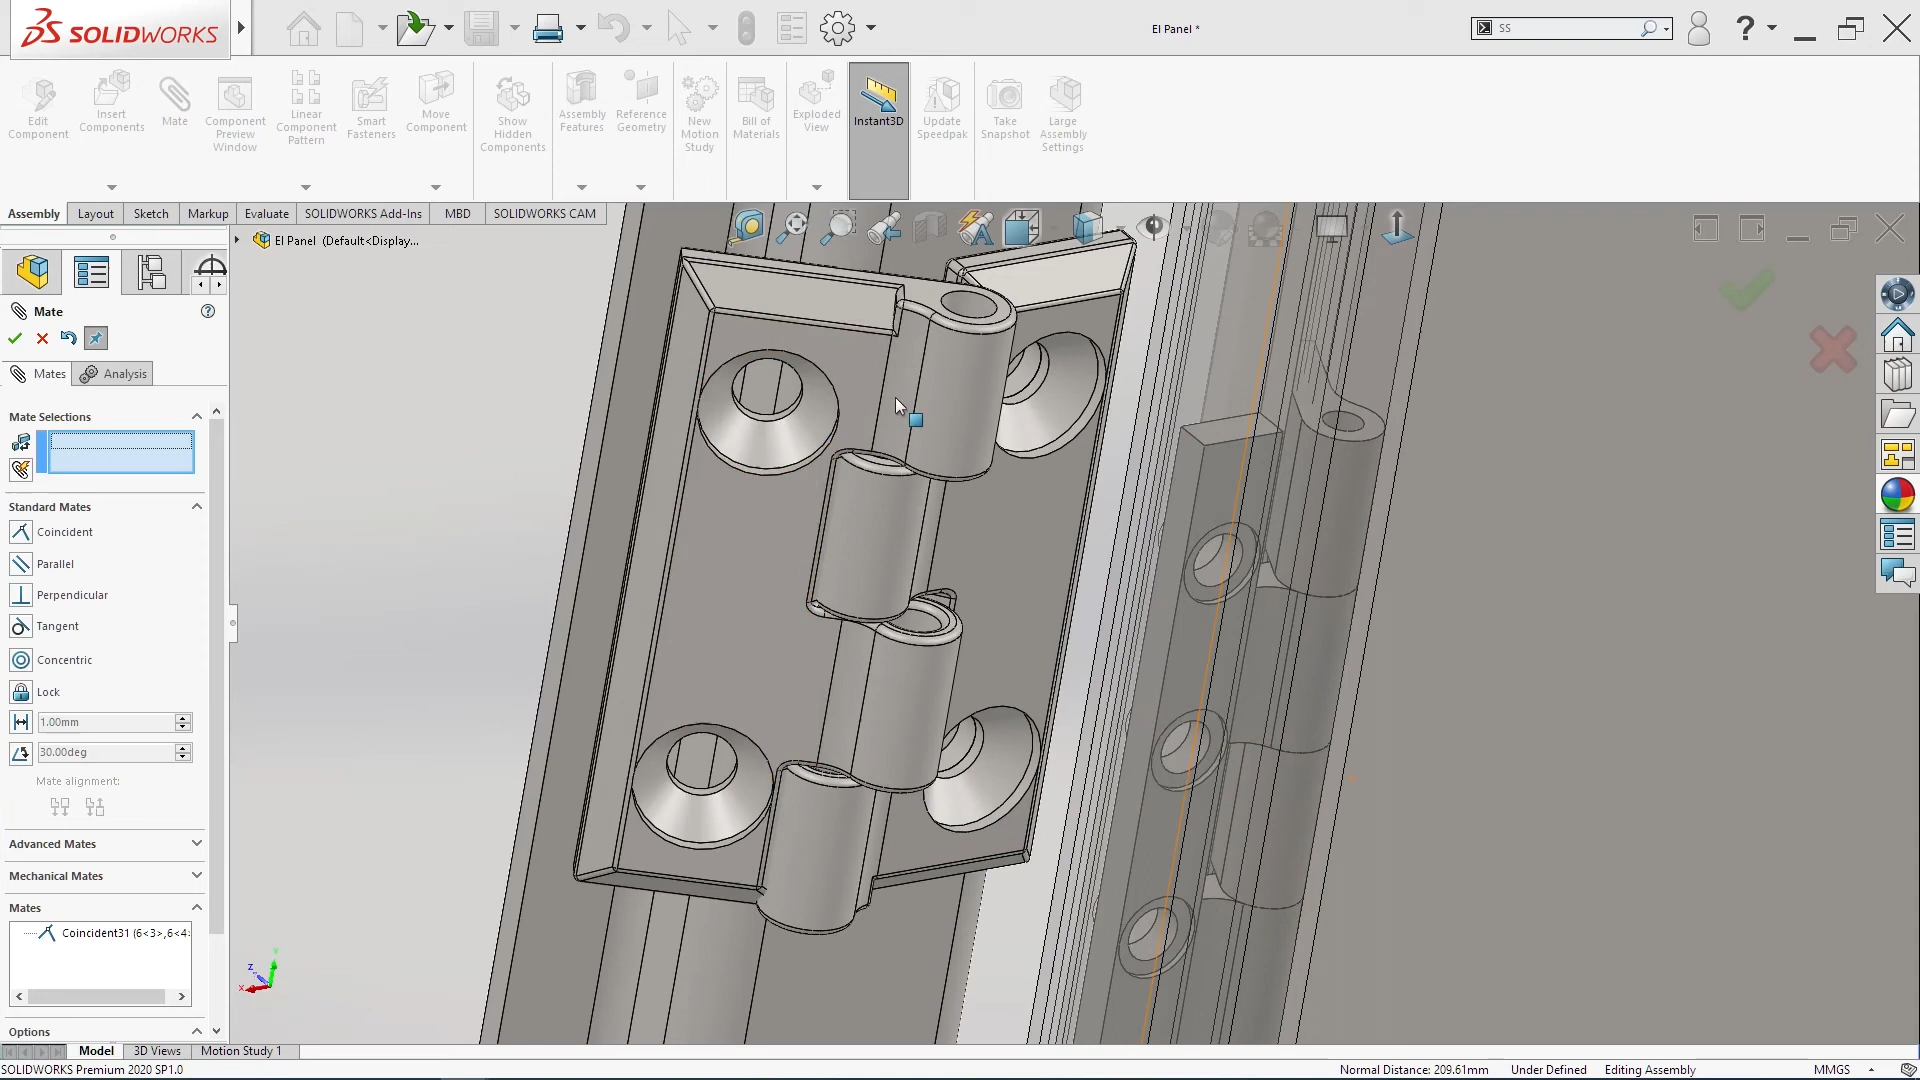 SOLIDWORKS
El Panel *
SS
Edit Component
Insert Components
Mate
Component Preview Window
Linear Component Pattern
Smart Fasteners
Move Component
Show Hidden Components
Assembly Features
Reference Geometry
New Motion Study
Bill of Materials
Exploded View
Instant3D
Update Speedpak
Take Snapshot
Large Assembly Settings
Assembly
Layout
Sketch
Markup
Evaluate
SOLIDWORKS Add-Ins
MBD
SOLIDWORKS CAM
El Panel (Default<Display...
Mate
Mates
Analysis
Mate Selections
Standard Mates
Coincident
Parallel
Perpendicular
Tangent
Concentric
Lock
1.00mm
30.00deg
Mate alignment:
Advanced Mates
Mechanical Mates
Mates
Coincident31 (6<3>,6<4:
Options
Y
Z
X
Model
3D Views
Motion Study 1
SOLIDWORKS Premium 2020 SP1.0
Normal Distance: 209.61mm
Under Defined
Editing Assembly
MMGS